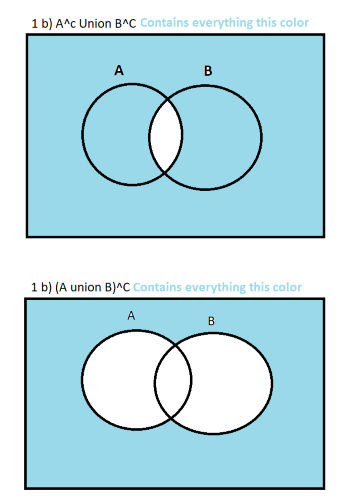 1 b) A^c Union B^C Contains everything this color
A B
1 b) (A union B)^C Contains everything this color
A B